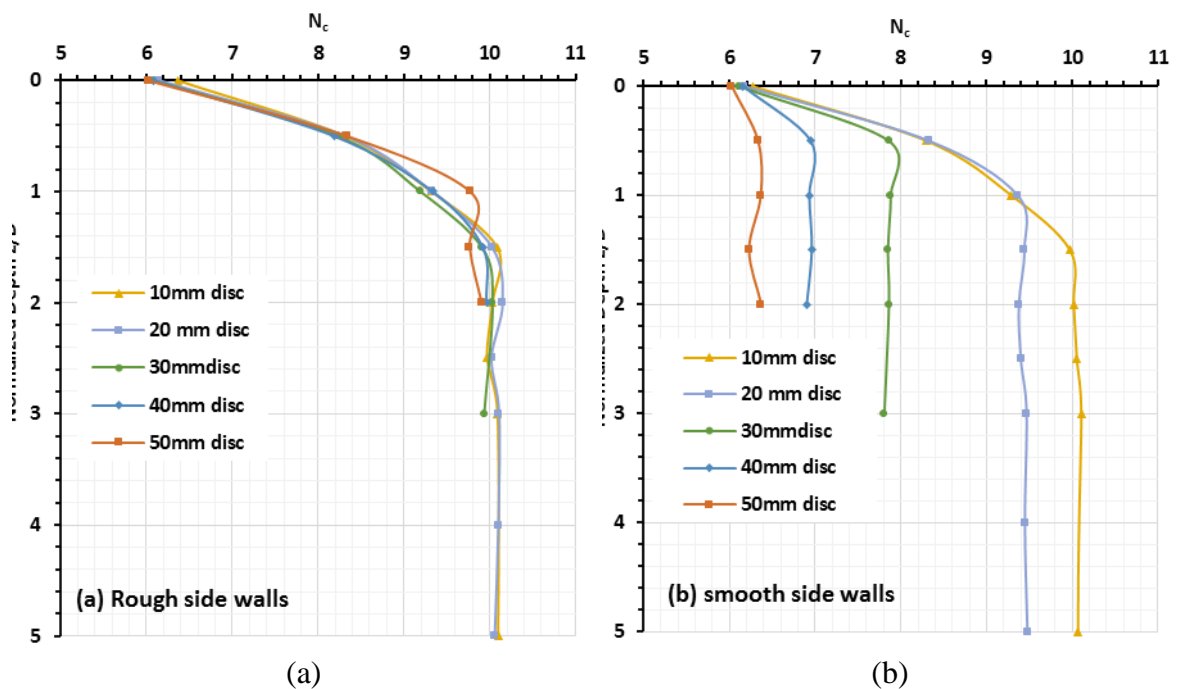 N_c
5 6 7 8 9 10 11
0
1
2
3
4
5
10mm disc
20 mm disc
30mmdisc
40mm disc
50mm disc
(a) Rough side walls
(a)
N_c
5 6 7 8 9 10 11
0
1
2
3
4
5
10mm disc
20 mm disc
30mmdisc
40mm disc
50mm disc
(b) smooth side walls
(b)